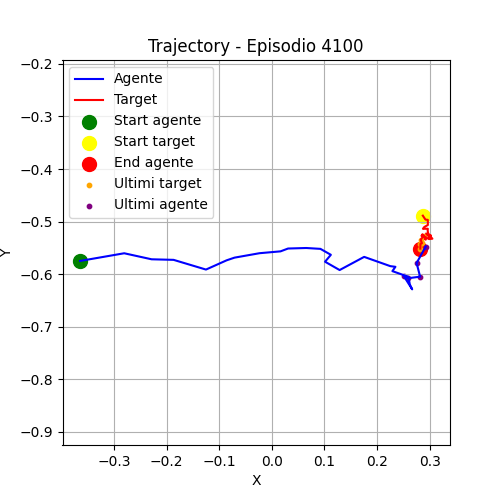 Trajectory - Episodio 4100
Agente
Target
Start agente
Start target
End agente
Ultimi target
Ultimi agente
−0.2
−0.3
−0.4
−0.5
−0.6
−0.7
−0.8
−0.9
Y
−0.3
−0.2
−0.1
0.0
0.1
0.2
0.3
X